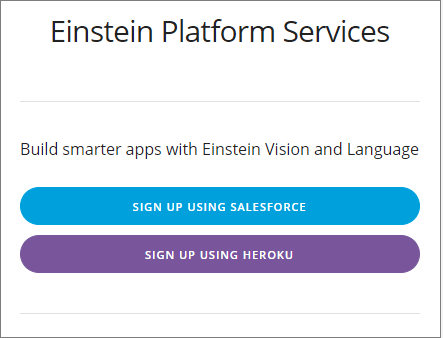 Einstein Platform Services
Build smarter apps with Einstein Vision and Language
SIGN UP USING SALESFORCE
SIGN UP USING HEROKU